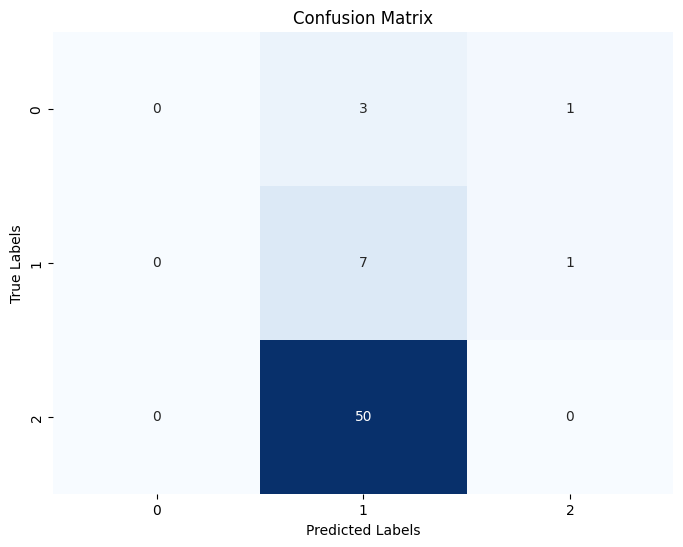 Confusion Matrix
True Labels
0
0 3 1
1
0 7 1
2
0 50 0
0 1 2
Predicted Labels